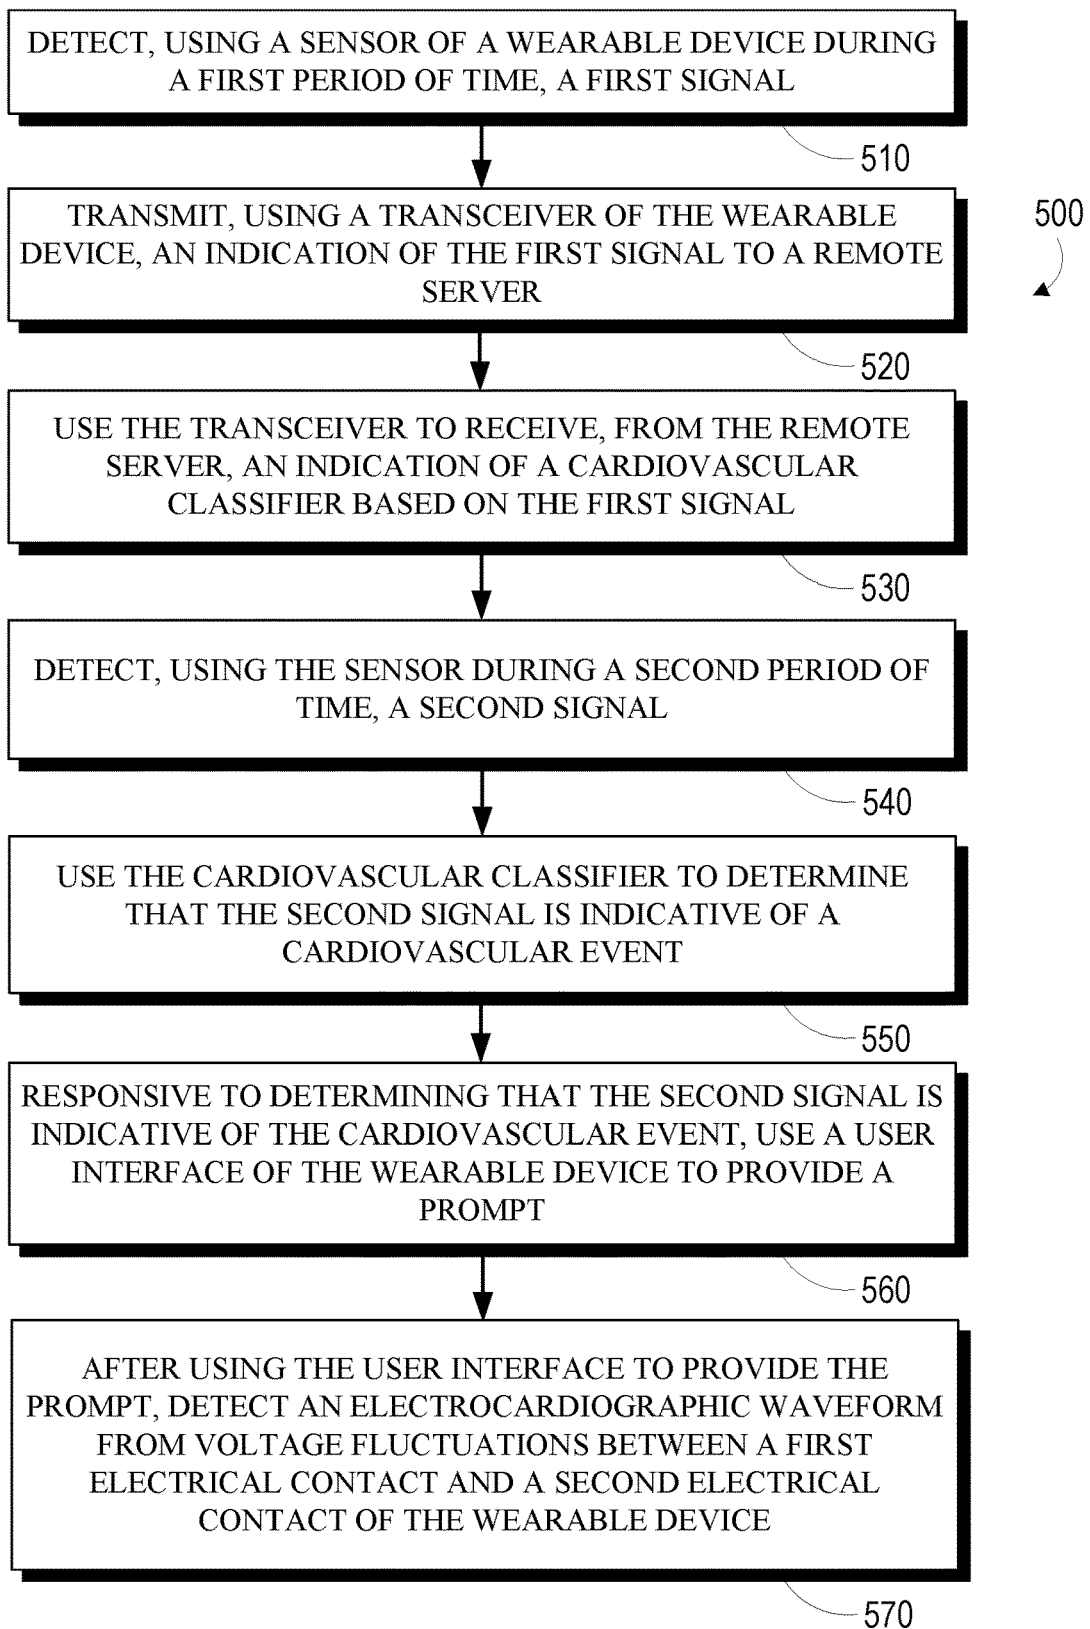 DETECT, USING A SENSOR OF A WEARABLE DEVICE DURING
A FIRST PERIOD OF TIME, A FIRST SIGNAL
510
TRANSMIT, USING A TRANSCEIVER OF THE WEARABLE
DEVICE, AN INDICATION OF THE FIRST SIGNAL TO A REMOTE
SERVER
500
520
USE THE TRANSCEIVER TO RECEIVE, FROM THE REMOTE
SERVER, AN INDICATION OF A CARDIOVASCULAR
CLASSIFIER BASED ON THE FIRST SIGNAL
530
DETECT, USING THE SENSOR DURING A SECOND PERIOD OF
TIME, A SECOND SIGNAL
540
USE THE CARDIOVASCULAR CLASSIFIER TO DETERMINE
THAT THE SECOND SIGNAL IS INDICATIVE OF A
CARDIOVASCULAR EVENT
550
RESPONSIVE TO DETERMINING THAT THE SECOND SIGNAL IS
INDICATIVE OF THE CARDIOVASCULAR EVENT, USE A USER
INTERFACE OF THE WEARABLE DEVICE TO PROVIDE A
PROMPT
560
AFTER USING THE USER INTERFACE TO PROVIDE THE
PROMPT, DETECT AN ELECTROCARDIOGRAPHIC WAVEFORM
FROM VOLTAGE FLUCTUATIONS BETWEEN A FIRST
ELECTRICAL CONTACT AND A SECOND ELECTRICAL
CONTACT OF THE WEARABLE DEVICE
570